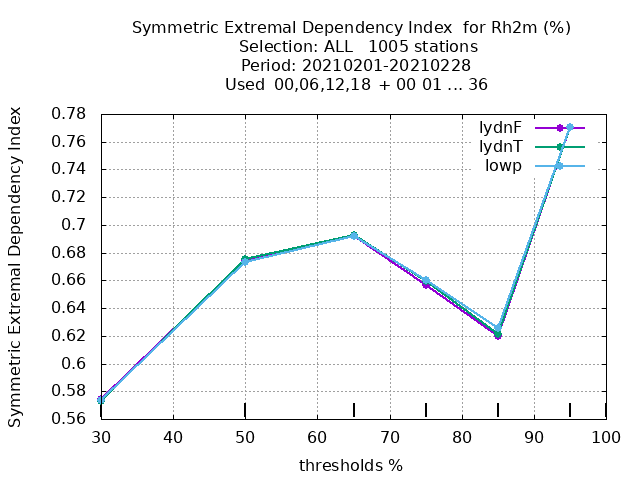 Symmetric Extremal Dependency Index for Rh2m (%)
Selection: ALL 1005 stations
Period: 20210201-20210228
Used 00,06,12,18 + 00 01 ... 36
Symmetric Extremal Dependency Index
0.78
0.76
0.74
0.72
0.7
0.68
0.66
0.64
0.62
0.6
0.58
0.56
lydnF
lydnT
lowp
30 40 50 60 70 80 90 100
thresholds %